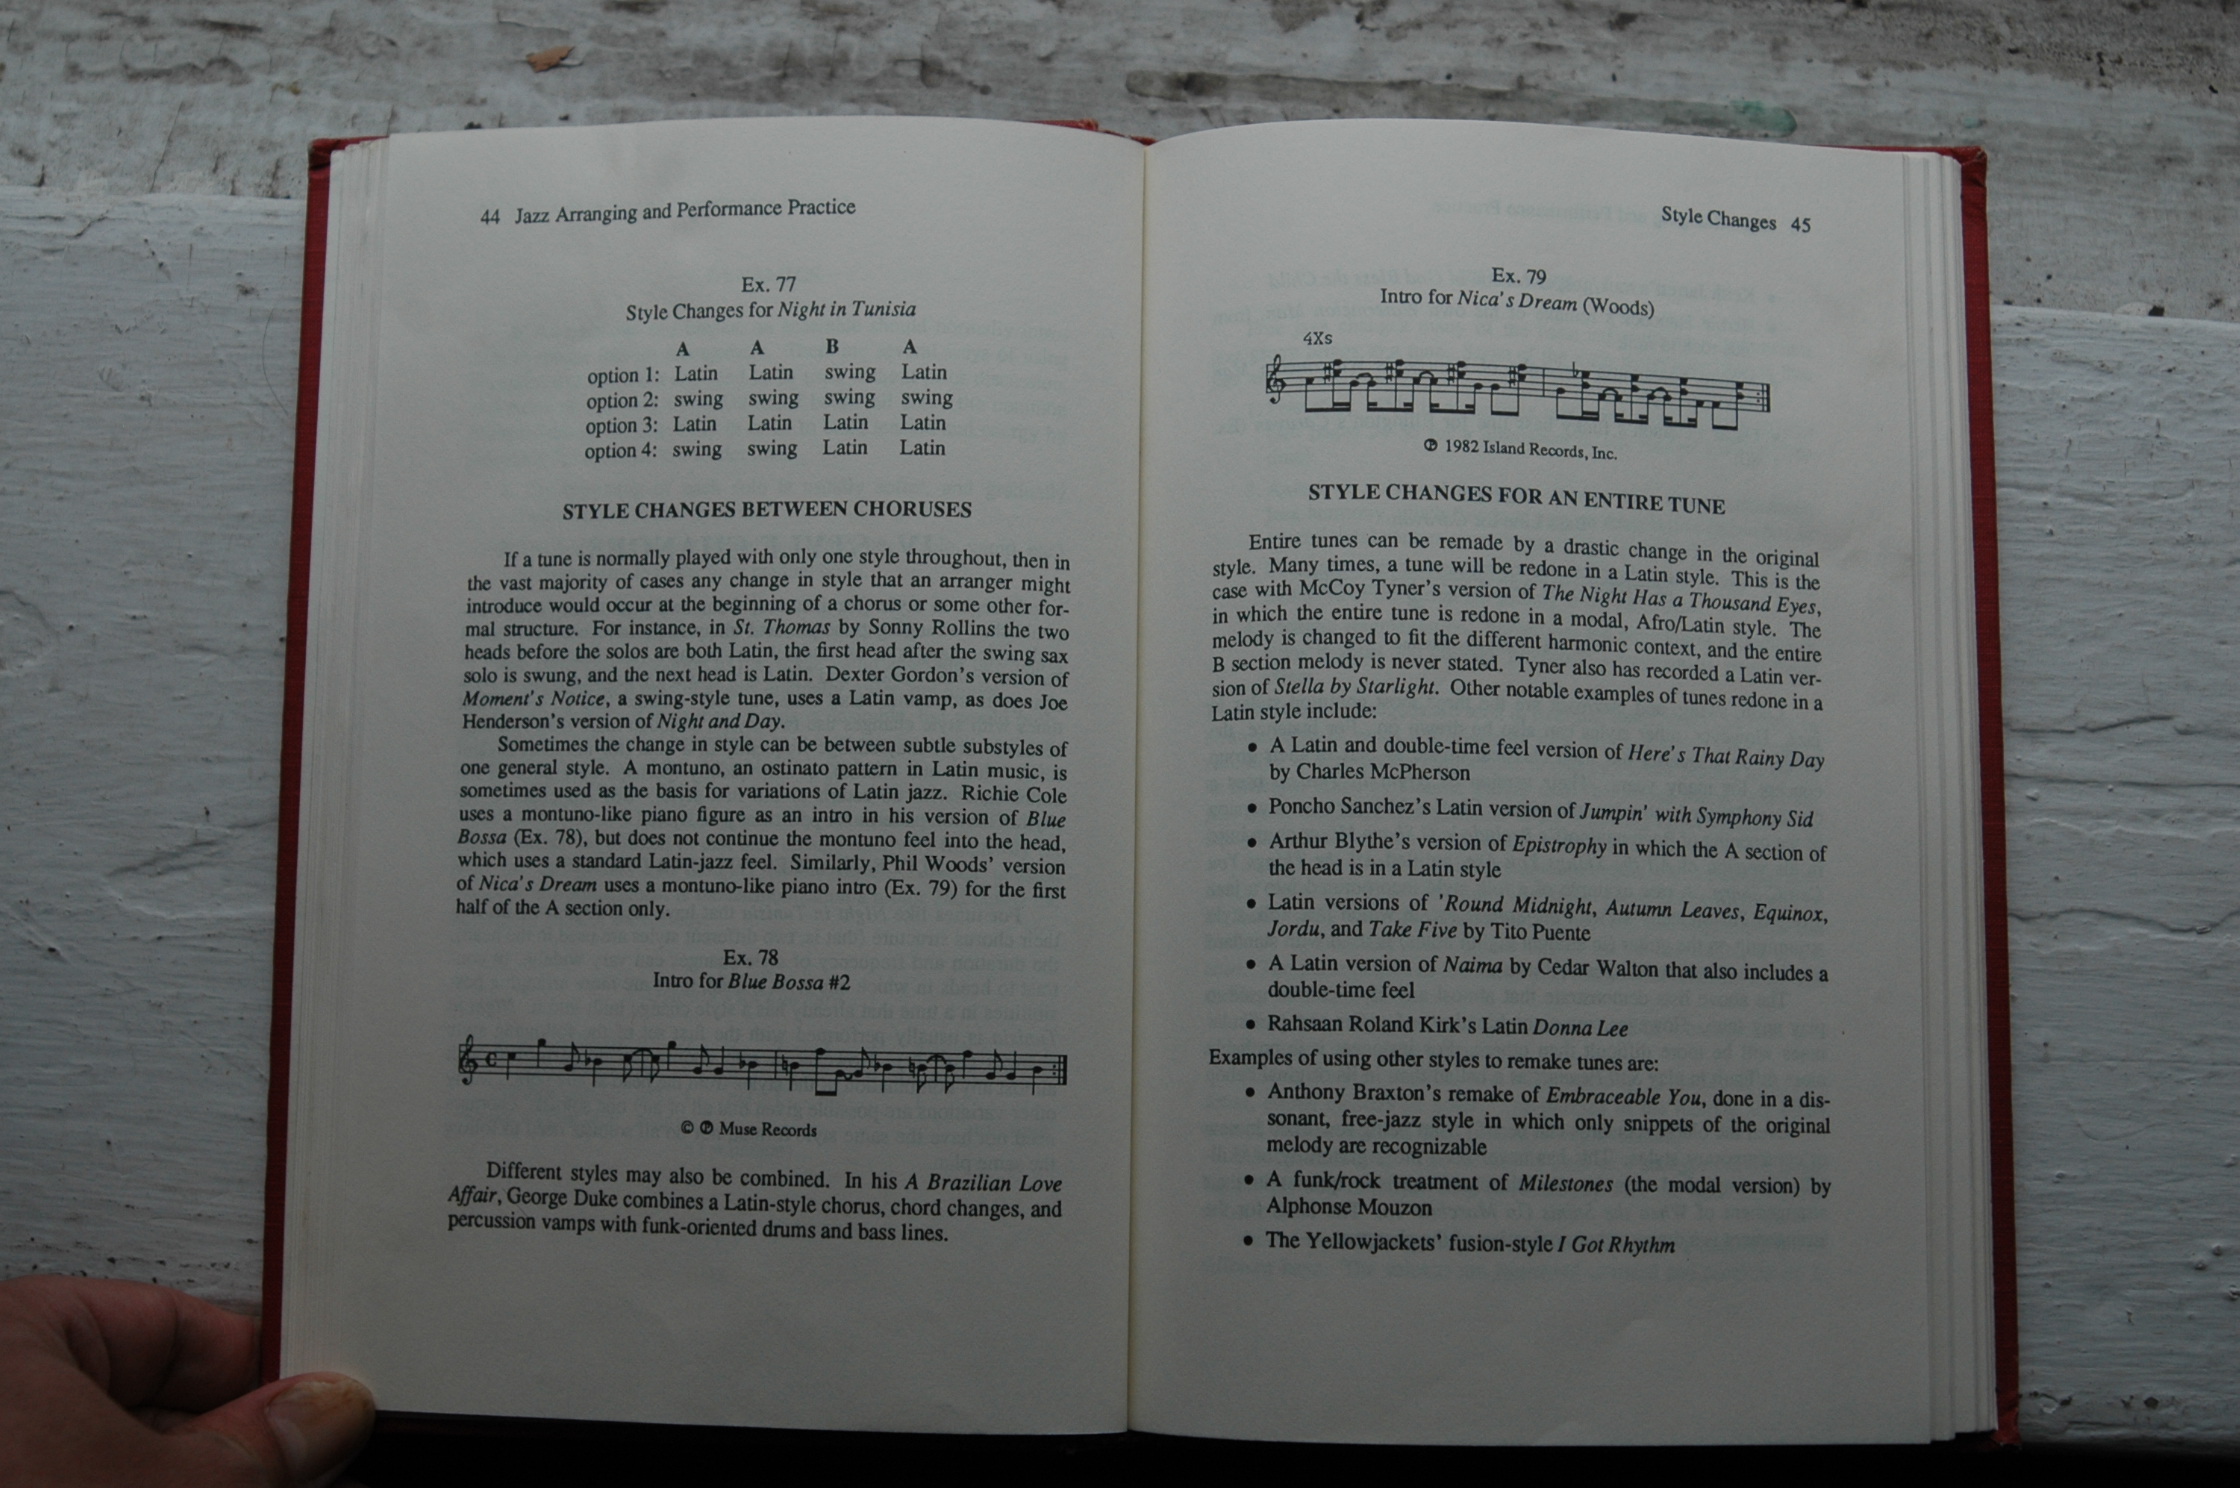 44 Jazz Arranging and Performance Practice
Ex. 77
Style Changes for Night in Tunisia
A A B A
option 1: Latin Latin swing Latin
option 2: swing swing swing swing
option 3: Latin Latin Latin Latin
option 4: swing swing Latin Latin
STYLE CHANGES BETWEEN CHORUSES
If a tune is normally played with only one style throughout, then in
the vast majority of cases any change in style that an arranger might
introduce would occur at the beginning of a chorus or some other for-
mal structure. For instance, in St. Thomas by Sonny Rollins the two
heads before the solos are both Latin, the first head after the swing sax
solo is swung, and the next head is Latin. Dexter Gordon's version of
Moment's Notice, a swing-style tune, uses a Latin vamp, as does Joe
Henderson's version of Night and Day.
Sometimes the change in style can be between subtle substyles of
one general style. A montuno, an ostinato pattern in Latin music, is
sometimes used as the basis for variations of Latin jazz. Richie Cole
uses a montuno-like piano figure as an intro in his version of Blue
Bossa (Ex. 78), but does not continue the montuno feel into the head,
which uses a standard Latin-jazz feel. Similarly, Phil Woods' version
of Nica's Dream uses a montuno-like piano intro (Ex. 79) for the first
half of the A section only.
Ex. 78
Intro for Blue Bossa #2
© ℗ Muse Records
Different styles may also be combined. In his A Brazilian Love
Affair, George Duke combines a Latin-style chorus, chord changes, and
percussion vamps with funk-oriented drums and bass lines.
Style Changes 45
Ex. 79
Intro for Nica's Dream (Woods)
4Xs
℗ 1982 Island Records, Inc.
STYLE CHANGES FOR AN ENTIRE TUNE
Entire tunes can be remade by a drastic change in the original
style. Many times, a tune will be redone in a Latin style. This is the
case with McCoy Tyner's version of The Night Has a Thousand Eyes,
in which the entire tune is redone in a modal, Afro/Latin style. The
melody is changed to fit the different harmonic context, and the entire
B section melody is never stated. Tyner also has recorded a Latin ver-
sion of Stella by Starlight. Other notable examples of tunes redone in a
Latin style include:
• A Latin and double-time feel version of Here's That Rainy Day
by Charles McPherson
• Poncho Sanchez's Latin version of Jumpin' with Symphony Sid
• Arthur Blythe's version of Epistrophy in which the A section of
the head is in a Latin style
• Latin versions of 'Round Midnight, Autumn Leaves, Equinox,
Jordu, and Take Five by Tito Puente
• A Latin version of Naima by Cedar Walton that also includes a
double-time feel
• Rahsaan Roland Kirk's Latin Donna Lee
Examples of using other styles to remake tunes are:
• Anthony Braxton's remake of Embraceable You, done in a dis-
sonant, free-jazz style in which only snippets of the original
melody are recognizable
• A funk/rock treatment of Milestones (the modal version) by
Alphonse Mouzon
• The Yellowjackets' fusion-style I Got Rhythm